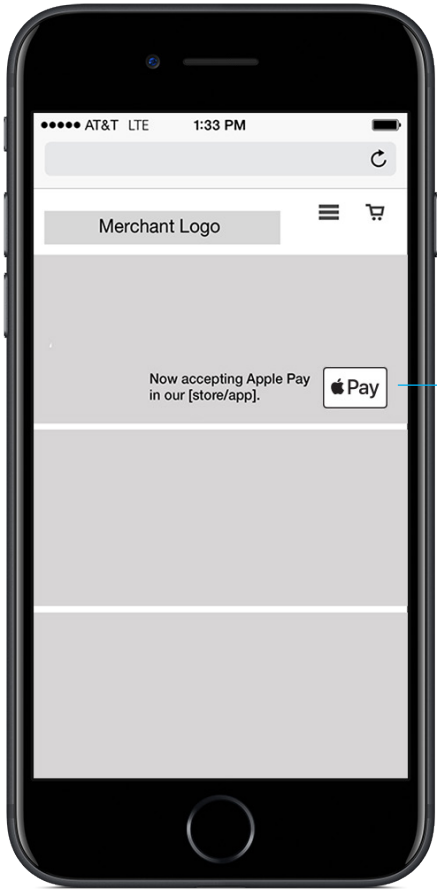 AT&T LTE 1:33 PM
Merchant Logo
Now accepting Apple Pay
in our [store/app].
Pay